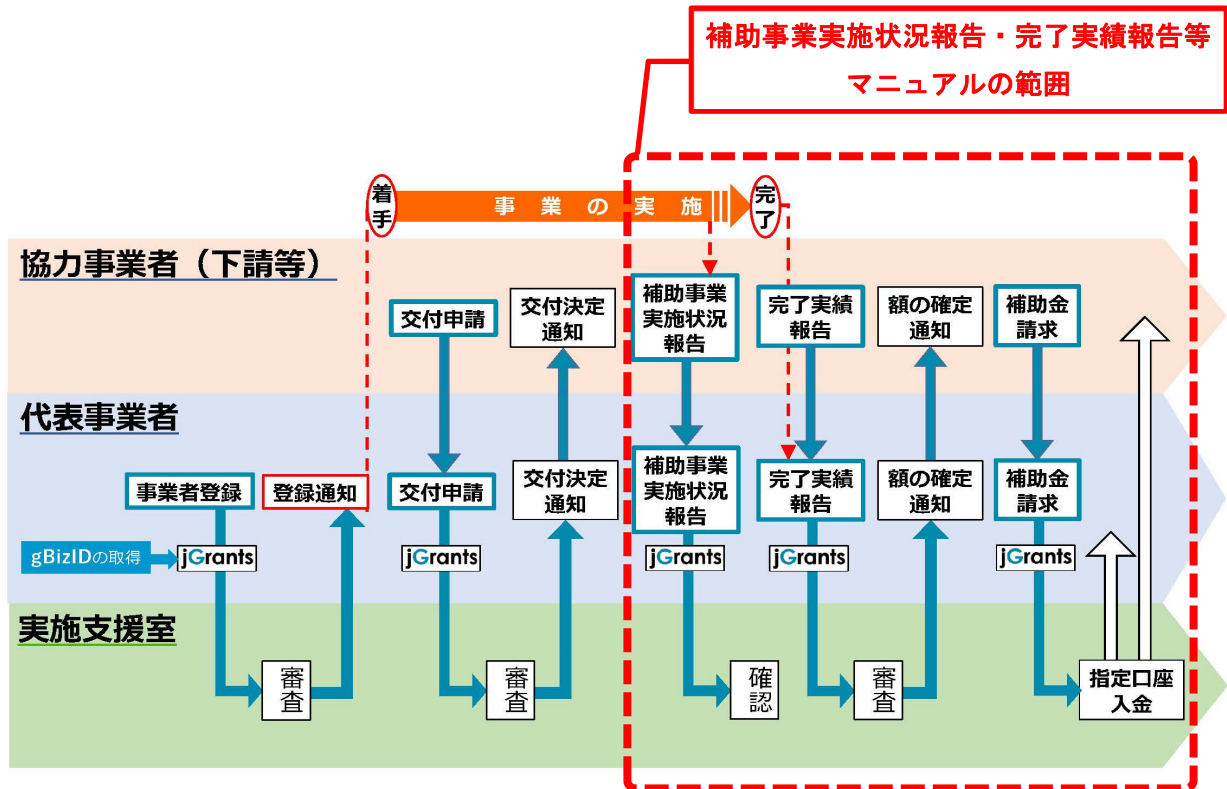 補助事業実施状況報告・完了実績報告等
マニュアルの範囲
着手
事業の実施
完了
協力事業者（下請等）
交付申請
交付決定
通知
補助事業
実施状況
報告
完了実績
報告
額の確定
通知
補助金
請求
代表事業者
事業者登録
登録通知
交付申請
交付決定
通知
補助事業
実施状況
報告
完了実績
報告
額の確定
通知
補助金
請求
gBizIDの取得
jGrants
jGrants
jGrants
jGrants
jGrants
実施支援室
審査
審査
確認
審査
指定口座
入金